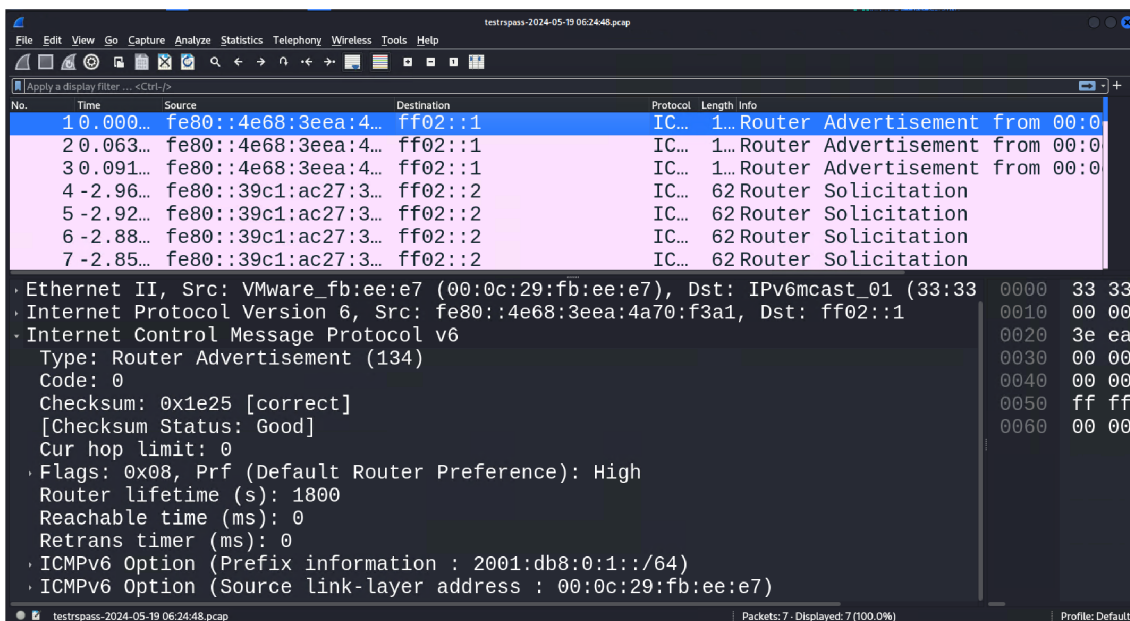 testrspass-2024-05-19 06:24:48.pcap
File Edit View Go Capture Analyze Statistics Telephony Wireless Tools Help
Apply a display filter ... <Ctrl-/>
No. Time Source Destination Protocol Length Info
1 0.000… fe80::4e68:3eea:4… ff02::1 IC… 1… Router Advertisement from 00:0
2 0.063… fe80::4e68:3eea:4… ff02::1 IC… 1… Router Advertisement from 00:0
3 0.091… fe80::4e68:3eea:4… ff02::1 IC… 1… Router Advertisement from 00:0
4 -2.96… fe80::39c1:ac27:3… ff02::2 IC… 62 Router Solicitation
5 -2.92… fe80::39c1:ac27:3… ff02::2 IC… 62 Router Solicitation
6 -2.88… fe80::39c1:ac27:3… ff02::2 IC… 62 Router Solicitation
7 -2.85… fe80::39c1:ac27:3… ff02::2 IC… 62 Router Solicitation
Ethernet II, Src: VMware_fb:ee:e7 (00:0c:29:fb:ee:e7), Dst: IPv6mcast_01 (33:33
Internet Protocol Version 6, Src: fe80::4e68:3eea:4a70:f3a1, Dst: ff02::1
Internet Control Message Protocol v6
Type: Router Advertisement (134)
Code: 0
Checksum: 0x1e25 [correct]
[Checksum Status: Good]
Cur hop limit: 0
Flags: 0x08, Prf (Default Router Preference): High
Router lifetime (s): 1800
Reachable time (ms): 0
Retrans timer (ms): 0
ICMPv6 Option (Prefix information : 2001:db8:0:1::/64)
ICMPv6 Option (Source link-layer address : 00:0c:29:fb:ee:e7)
0000 33 33
0010 00 00
0020 3e ea
0030 00 00
0040 00 00
0050 ff ff
0060 00 00
testrspass-2024-05-19 06:24:48.pcap Packets: 7 · Displayed: 7 (100.0%) Profile: Default